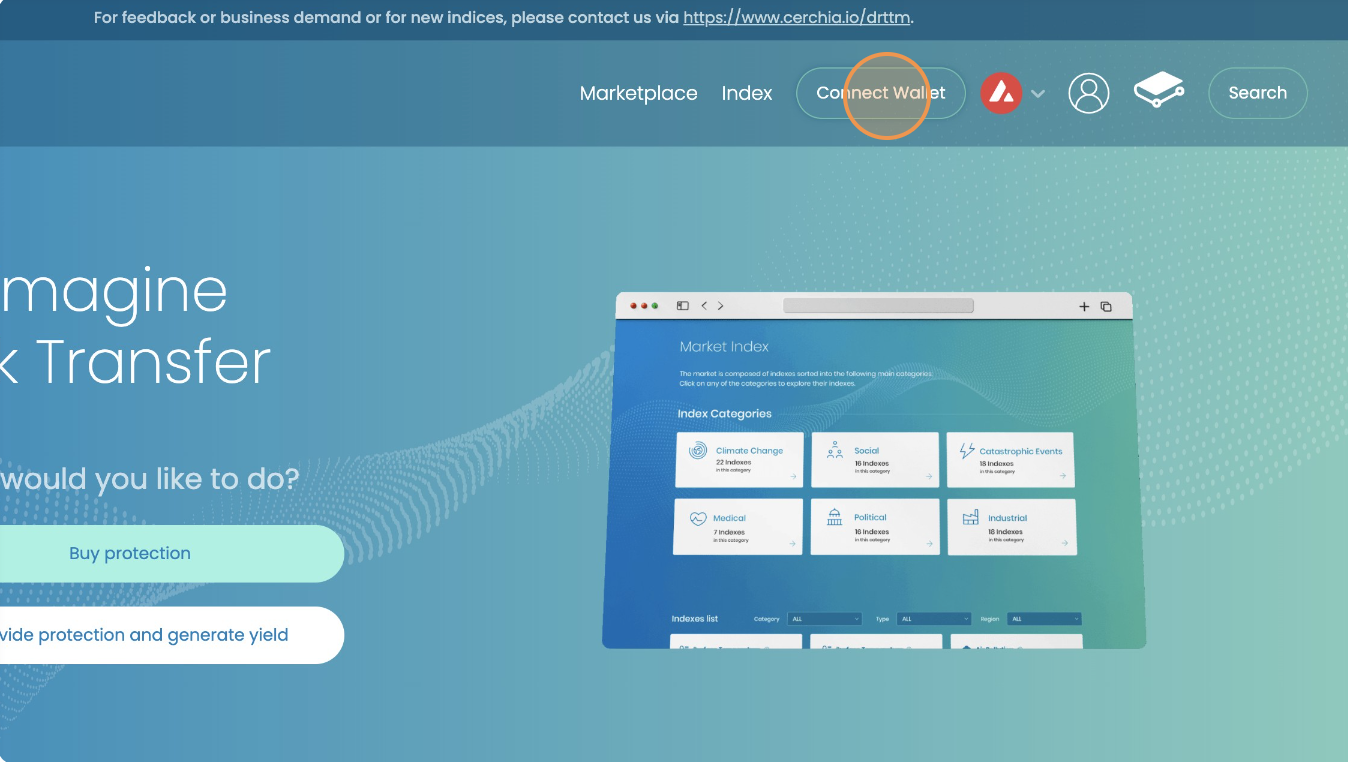 For feedback or business demand or for new indices, please contact us via https://www.cerchia.io/drttm.
Marketplace Index Connect Wallet Search
magine
k Transfer
would you like to do?
Buy protection
vide protection and generate yield
Market Index
The market is composed of indexes sorted into the following main categories.
Click on any of the categories to explore their indexes.
Index Categories
Climate Change
22 Indexes
in this category
Social
16 Indexes
in this category
Catastrophic Events
18 Indexes
in this category
Medical
7 Indexes
in this category
Political
16 Indexes
in this category
Industrial
18 Indexes
in this category
Indexes list Category ALL Type ALL Region ALL